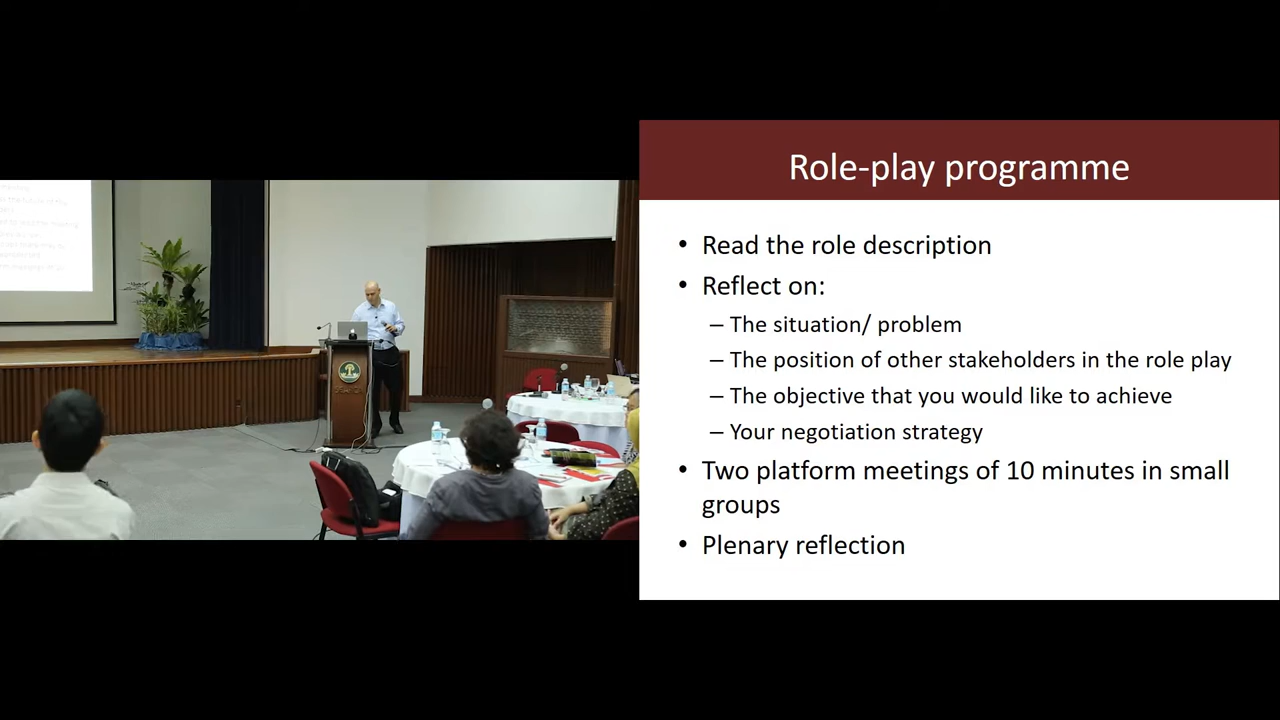 Role-play programme
• Read the role description
• Reflect on:
– The situation/ problem
– The position of other stakeholders in the role play
– The objective that you would like to achieve
– Your negotiation strategy
• Two platform meetings of 10 minutes in small
groups
• Plenary reflection